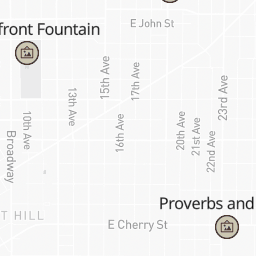 E John St
front Fountain
15th Ave
17th Ave
13th Ave
10th Ave
Broadway
16th Ave
20th Ave
21st Ave
22nd Ave
23rd Ave
Proverbs and
T HILL
E Cherry St